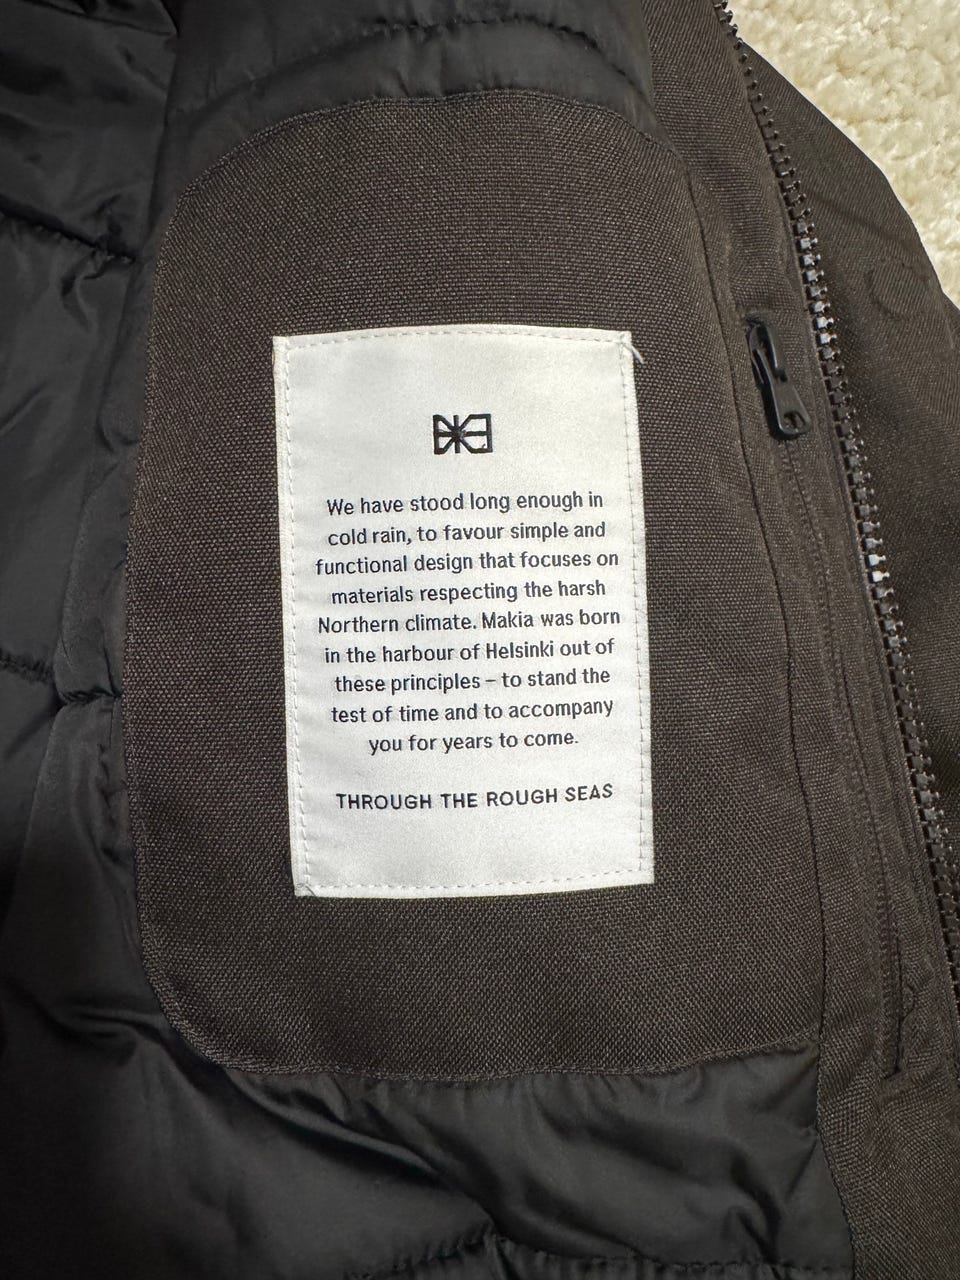 We have stood long enough in
cold rain, to favour simple and
functional design that focuses on
materials respecting the harsh
Northern climate. Makia was born
in the harbour of Helsinki out of
these principles – to stand the
test of time and to accompany
you for years to come.
THROUGH THE ROUGH SEAS